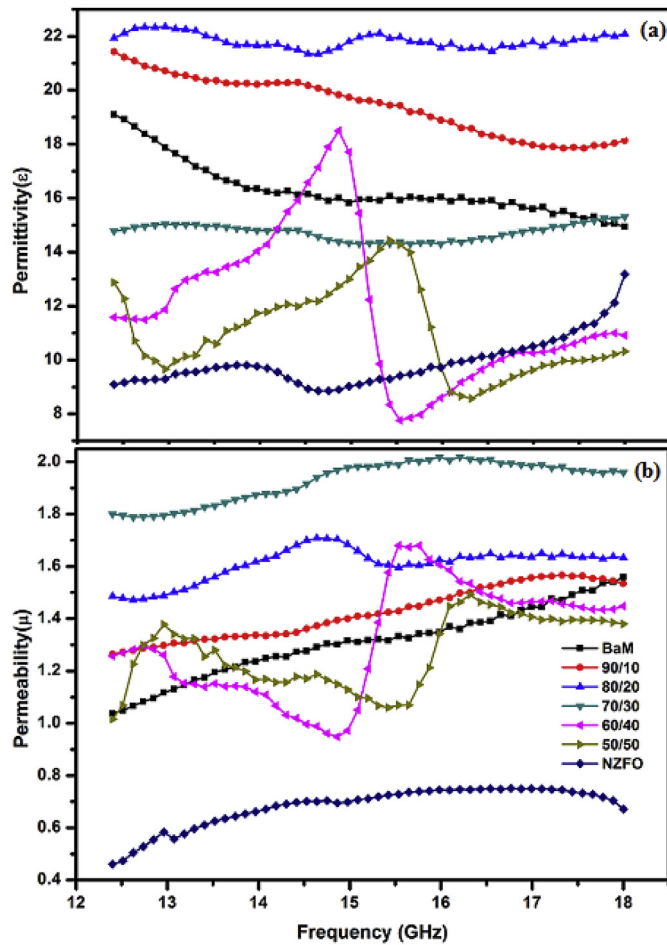 (a)
22
20
18
16
14
12
10
8
Permittivity(ε)
(b)
2.0
1.8
1.6
1.4
1.2
1.0
0.8
0.6
0.4
Permeability(μ)
BaM
90/10
80/20
70/30
60/40
50/50
NZFO
12 13 14 15 16 17 18
Frequency (GHz)